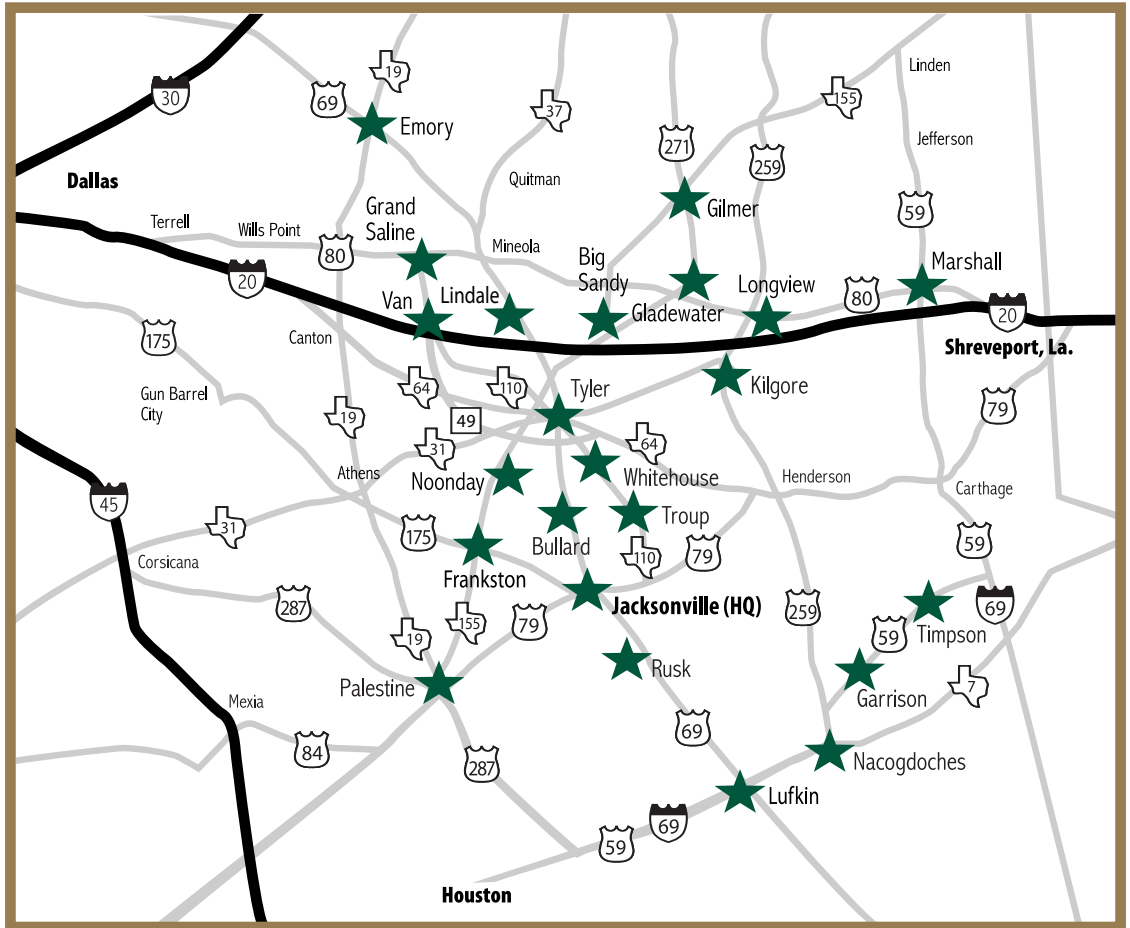 19
Linden
30
69
155
37
Emory
271
Jefferson
259
Dallas
Quitman
Grand
Saline
Gilmer
59
Terrell
Wills Point
80
Mineola
Big
Sandy
Marshall
20
Van
Lindale
Longview
80
Gladewater
20
175
Canton
Shreveport, La.
64
110
Tyler
Kilgore
Gun Barrel
City
19
49
79
31
64
Athens
Noonday
Whitehouse
Henderson
Carthage
45
31
175
Bullard
Troup
79
59
Corsicana
Frankston
110
287
155
79
Jacksonville (HQ)
259
69
19
59
Timpson
Palestine
Rusk
7
Garrison
Mexia
84
69
287
Nacogdoches
Lufkin
69
59
Houston